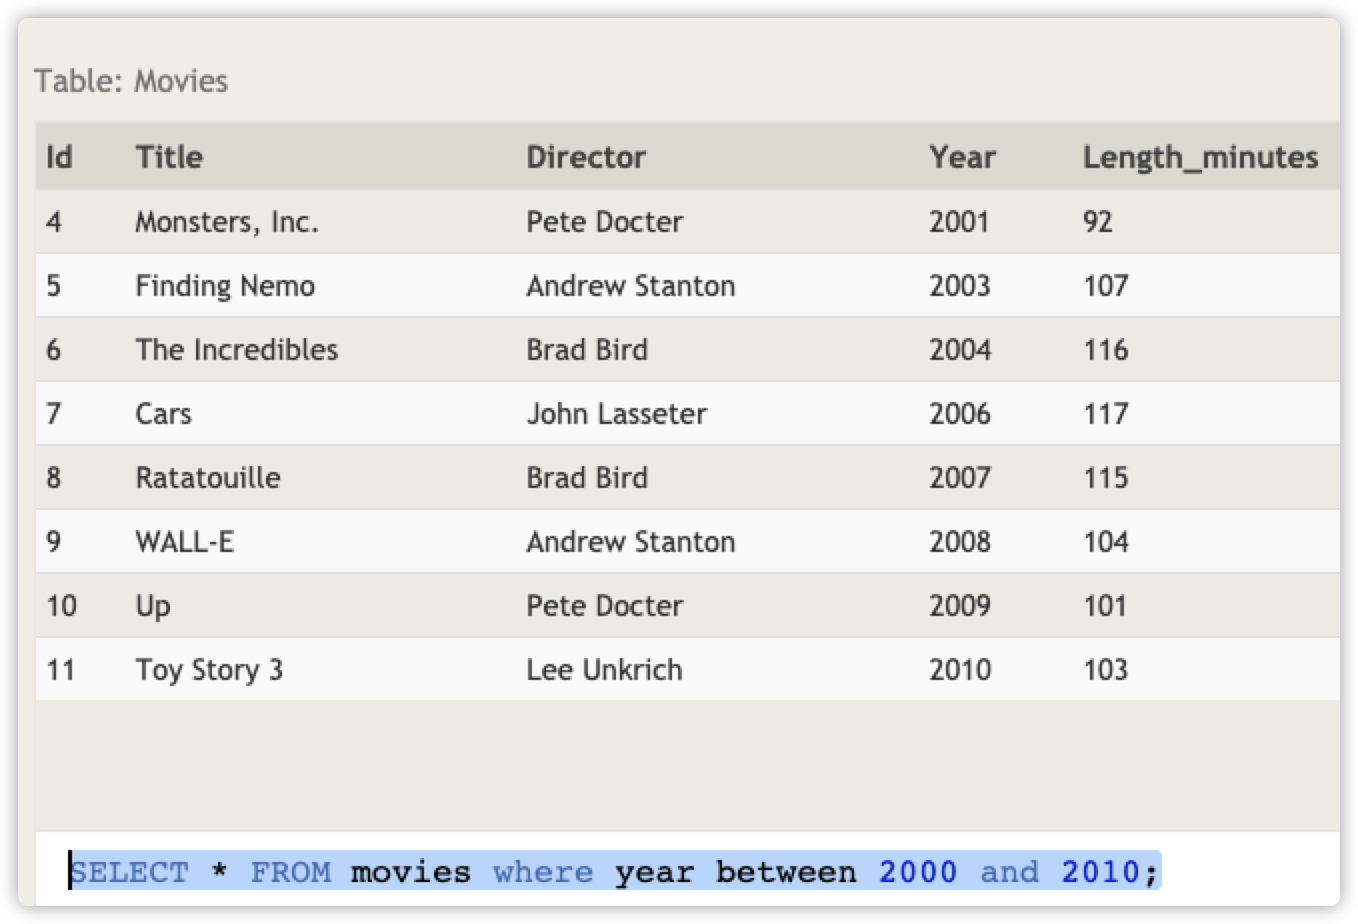 Table: Movies
Id Title Director Year Length_minutes
4 Monsters, Inc. Pete Docter 2001 92
5 Finding Nemo Andrew Stanton 2003 107
6 The Incredibles Brad Bird 2004 116
7 Cars John Lasseter 2006 117
8 Ratatouille Brad Bird 2007 115
9 WALL-E Andrew Stanton 2008 104
10 Up Pete Docter 2009 101
11 Toy Story 3 Lee Unkrich 2010 103
SELECT * FROM movies where year between 2000 and 2010;